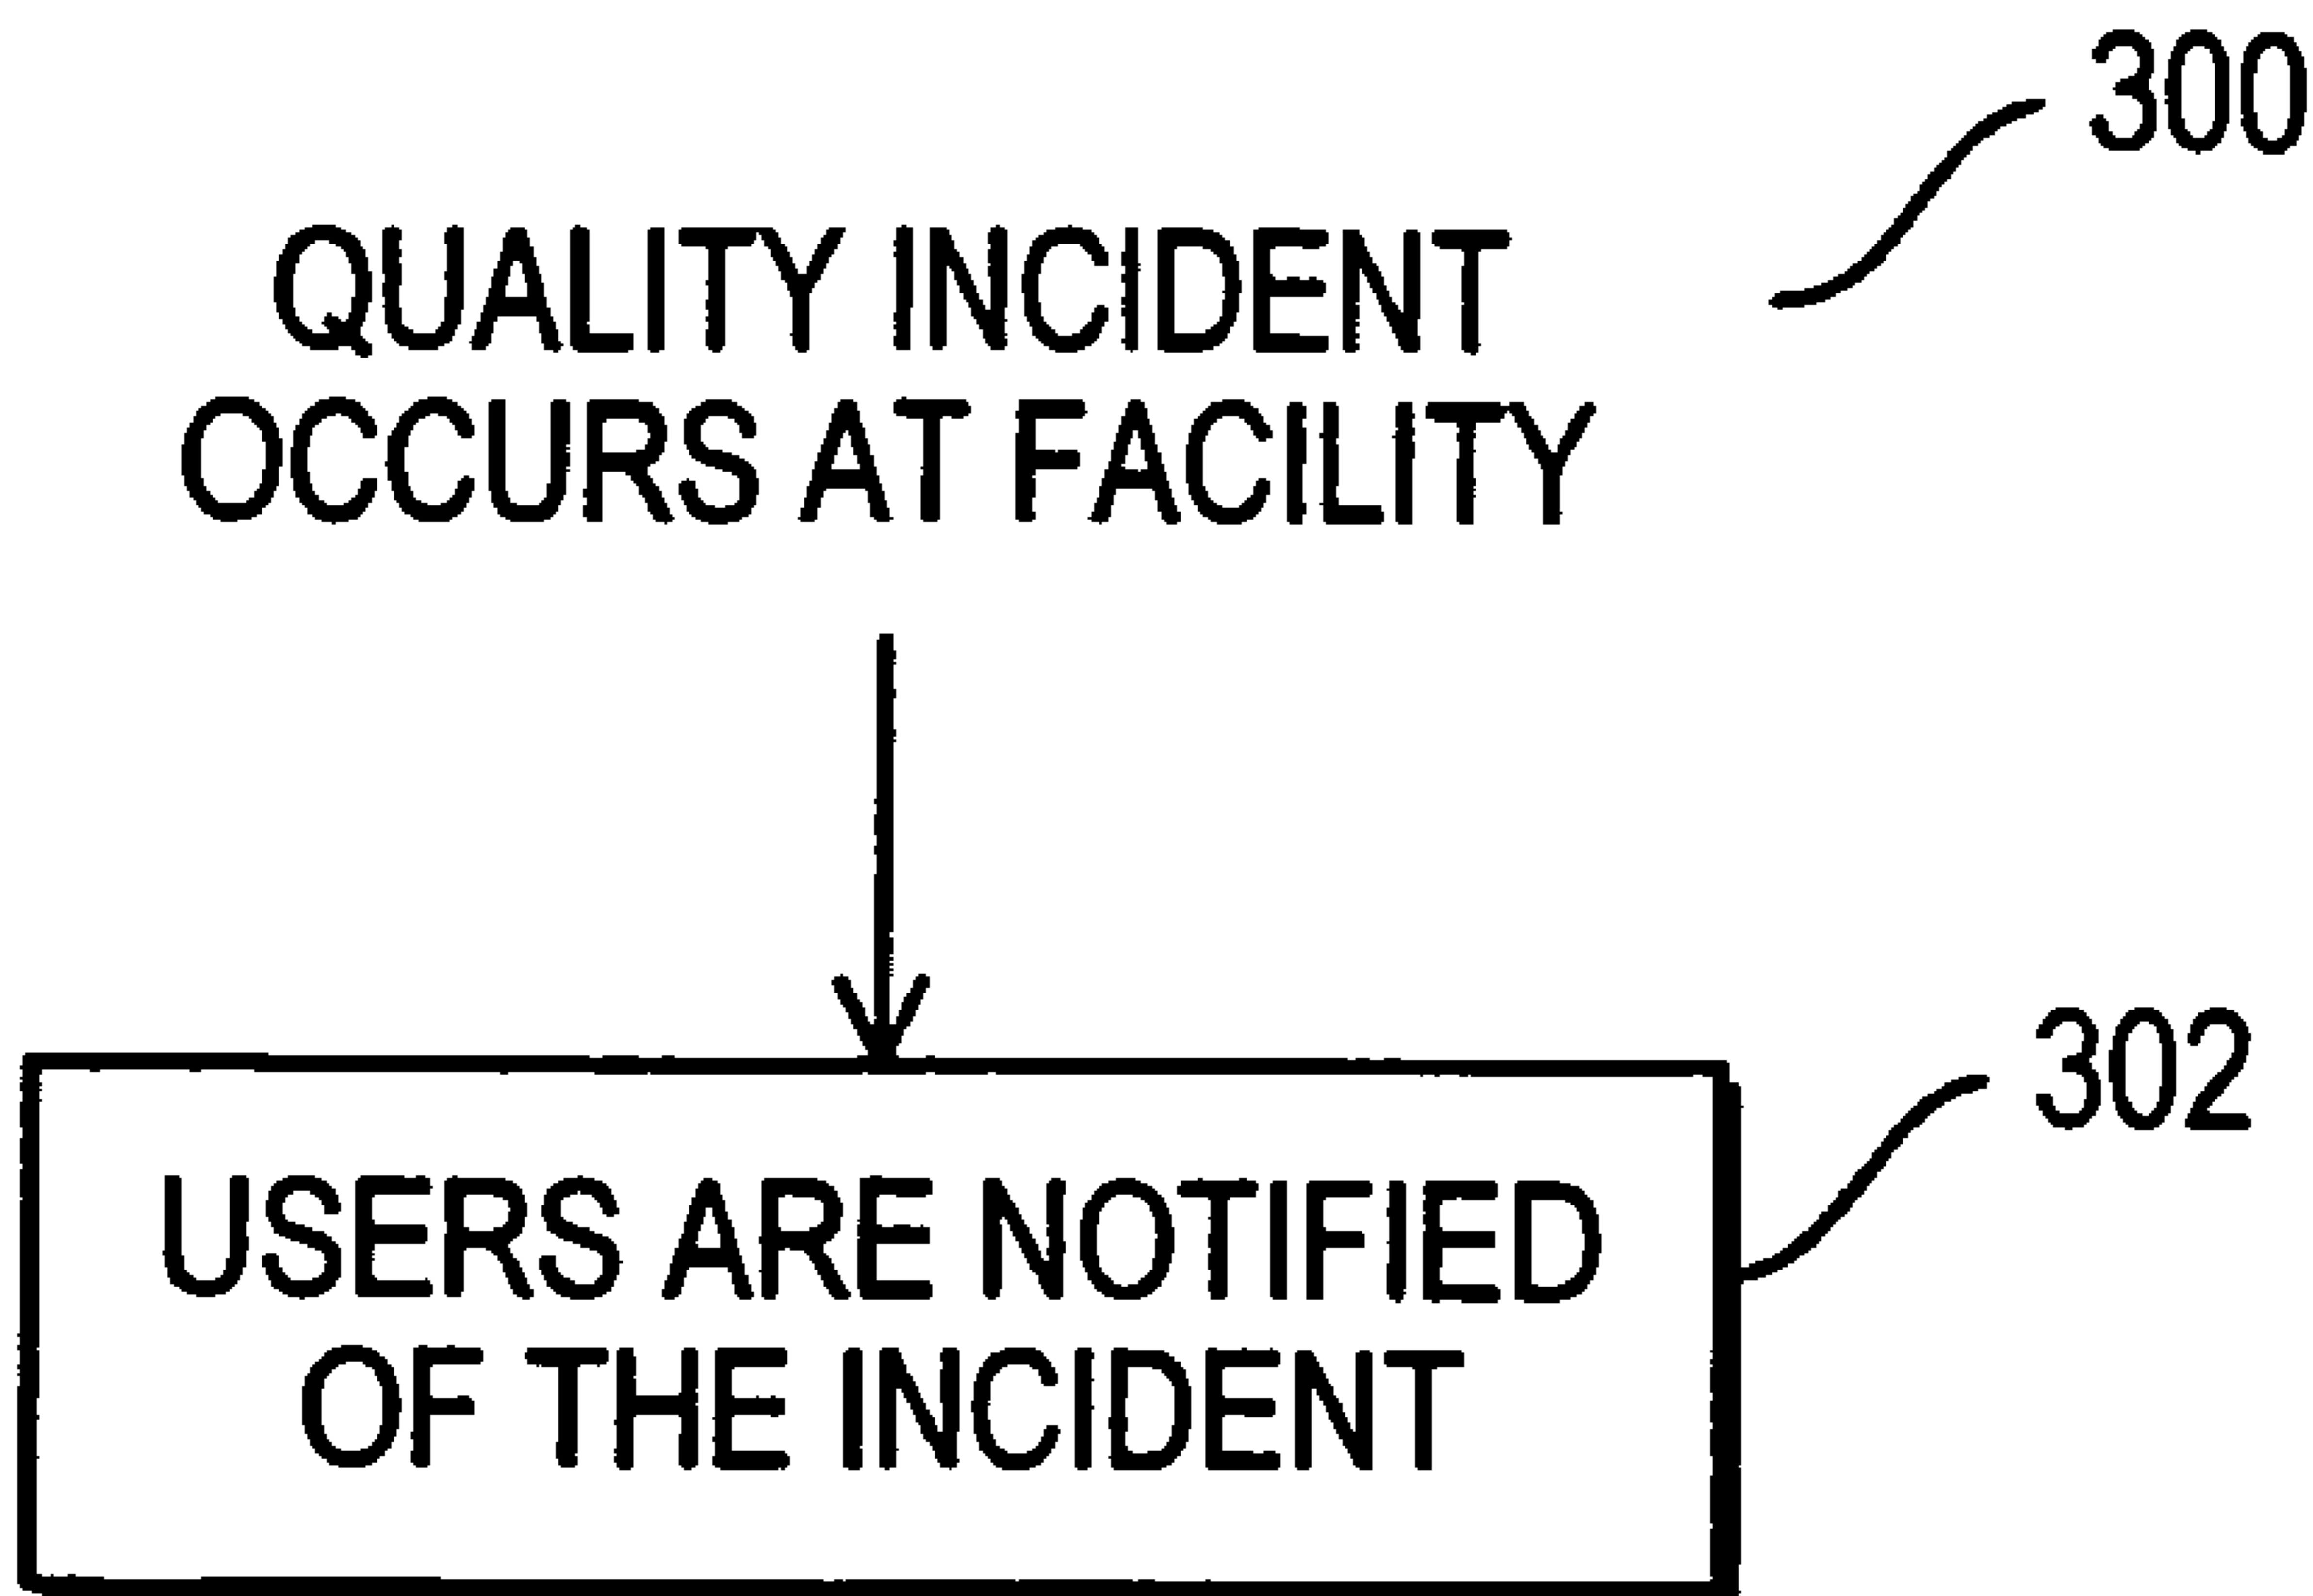 300
QUALITY INCIDENT
OCCURS AT FACILITY
302
USERS ARE NOTIFIED
OF THE INCIDENT